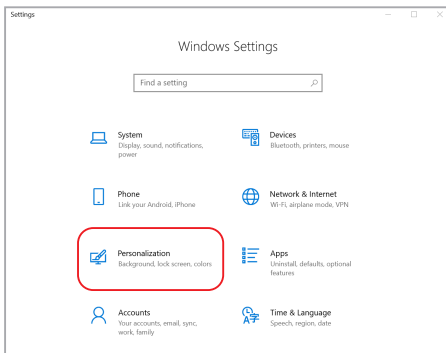 Settings
Windows Settings
Find a setting
System
Display, sound, notifications,
power
Devices
Bluetooth, printers, mouse
Phone
Link your Android, iPhone
Network & Internet
Wi-Fi, airplane mode, VPN
Personalization
Background, lock screen, colors
Apps
Uninstall, defaults, optional
features
Accounts
Your accounts, email, sync,
work, family
Time & Language
Speech, region, date